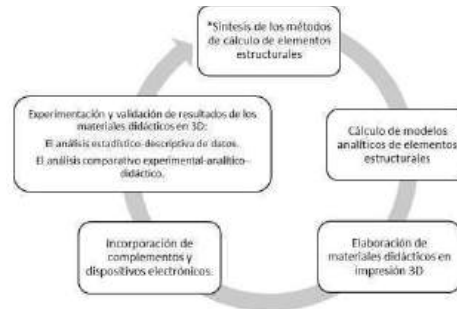 *Síntesis de los métodos
de cálculo de elementos
estructurales
Cálculo de modelos
analíticos de elementos
estructurales
Elaboración de
materiales didácticos en
impresión 3D
Incorporación de
complementos y
dispositivos electrónicos.
Experimentación y validación de resultados de los
materiales didácticos en 3D:
El análisis estadístico-descriptiva de datos.
El análisis comparativo experimental-analítico-
didáctico.